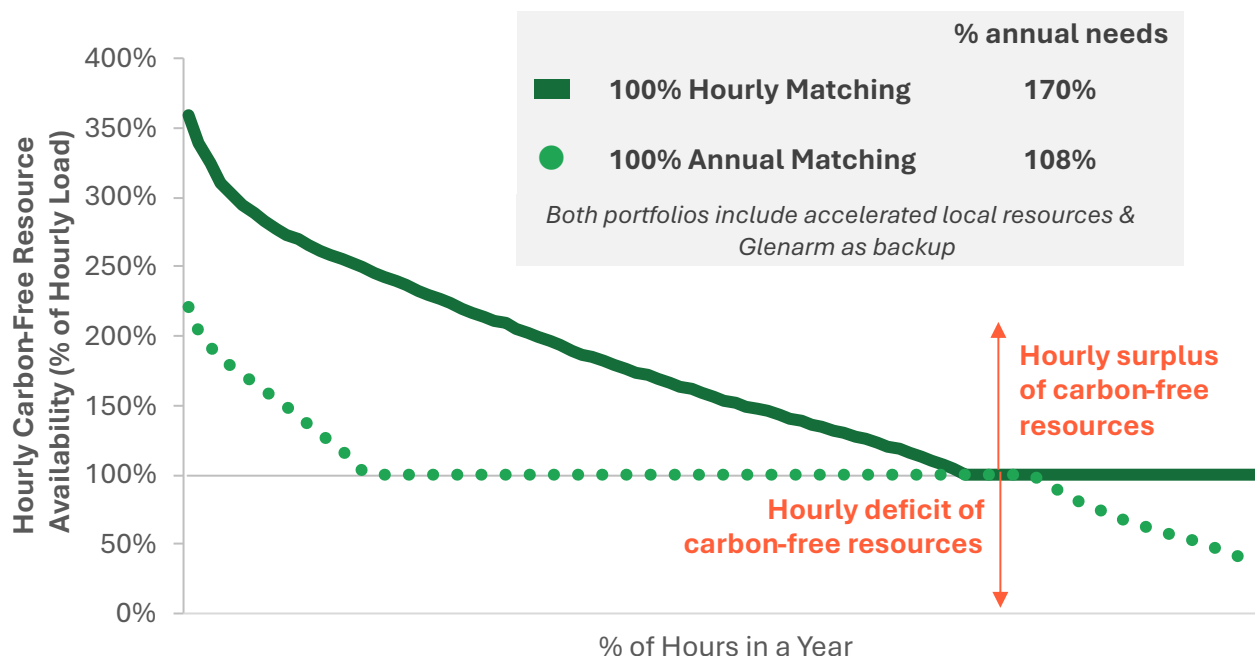 % annual needs
100% Hourly Matching 170%
100% Annual Matching 108%
Both portfolios include accelerated local resources &
Glenarm as backup
Hourly Carbon-Free Resource
Availability (% of Hourly Load)
400%
350%
300%
250%
200%
150%
100%
50%
0%
Hourly surplus
of carbon-free
resources
Hourly deficit of
carbon-free resources
% of Hours in a Year